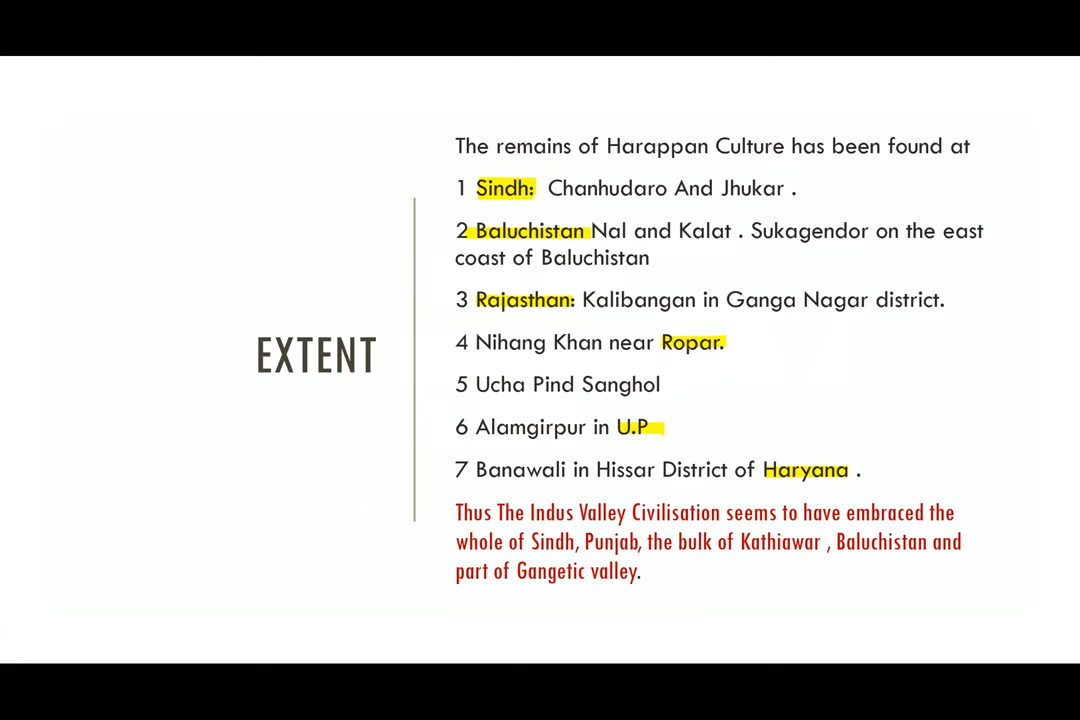 The remains of Harappan Culture has been found at
1 Sindh: Chanhudaro And Jhukar .
2 Baluchistan Nal and Kalat . Sukagendor on the east
coast of Baluchistan
3 Rajasthan: Kalibangan in Ganga Nagar district.
EXTENT
4 Nihang Khan near Ropar.
5 Ucha Pind Sanghol
6 Alamgirpur in U.P
7 Banawali in Hissar District of Haryana .
Thus The Indus Valley Civilisation seems to have embraced the
whole of Sindh, Punjab, the bulk of Kathiawar , Baluchistan and
part of Gangetic valley.